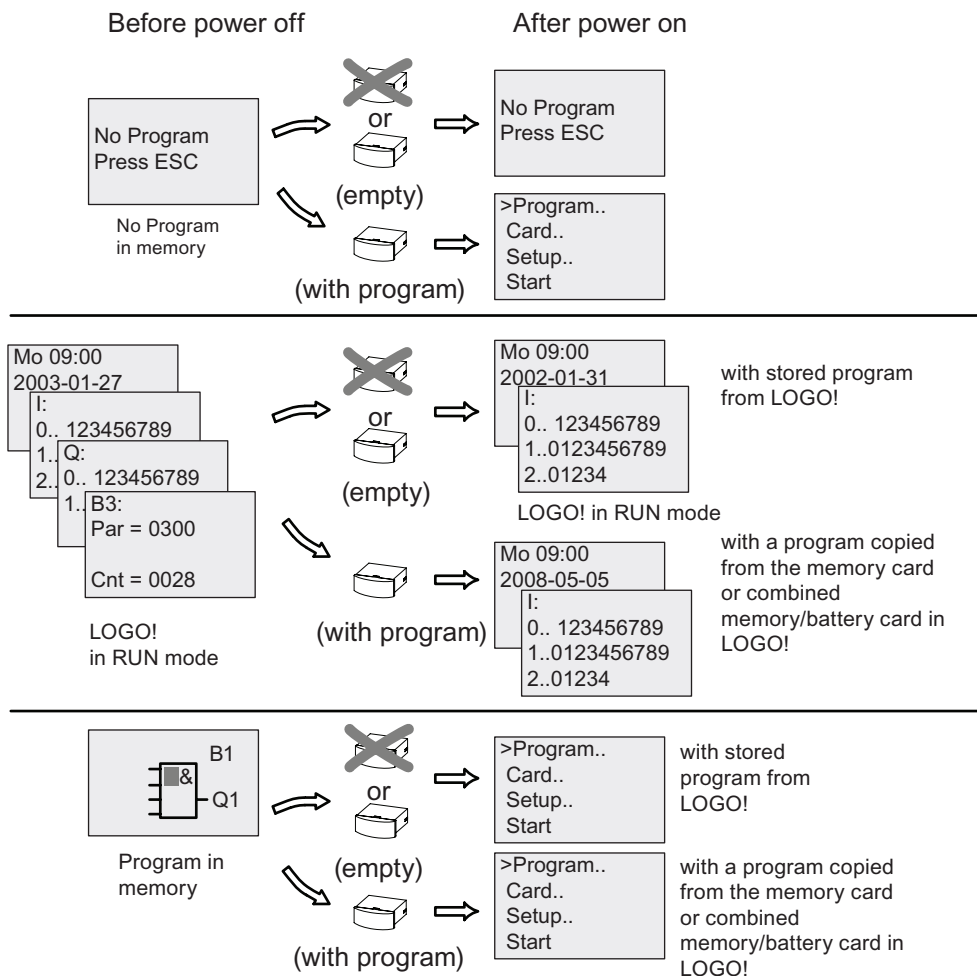 Before power off
After power on
No Program
Press ESC
No Program
in memory
or
(empty)
No Program
Press ESC
(with program)
>Program..
Card..
Setup..
Start
Mo 09:00
2003-01-27
I:
0.. 123456789
1..
2..
Q:
0.. 123456789
1..
B3:
Par = 0300
Cnt = 0028
LOGO!
in RUN mode
or
(empty)
Mo 09:00
2002-01-31
I:
0.. 123456789
1..0123456789
2..01234
LOGO! in RUN mode
with stored program
from LOGO!
(with program)
Mo 09:00
2008-05-05
I:
0.. 123456789
1..0123456789
2..01234
with a program copied
from the memory card
or combined
memory/battery card in
LOGO!
B1
&
Q1
Program in
memory
or
(empty)
>Program..
Card..
Setup..
Start
with stored
program from
LOGO!
(with program)
>Program..
Card..
Setup..
Start
with a program copied
from the memory card
or combined
memory/battery card in
LOGO!